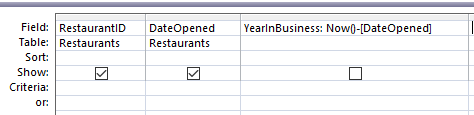 Field: RestaurantID DateOpened YearInBusiness: Now()-[DateOpened]
Table: Restaurants Restaurants
Sort:
Show:
Criteria:
or: